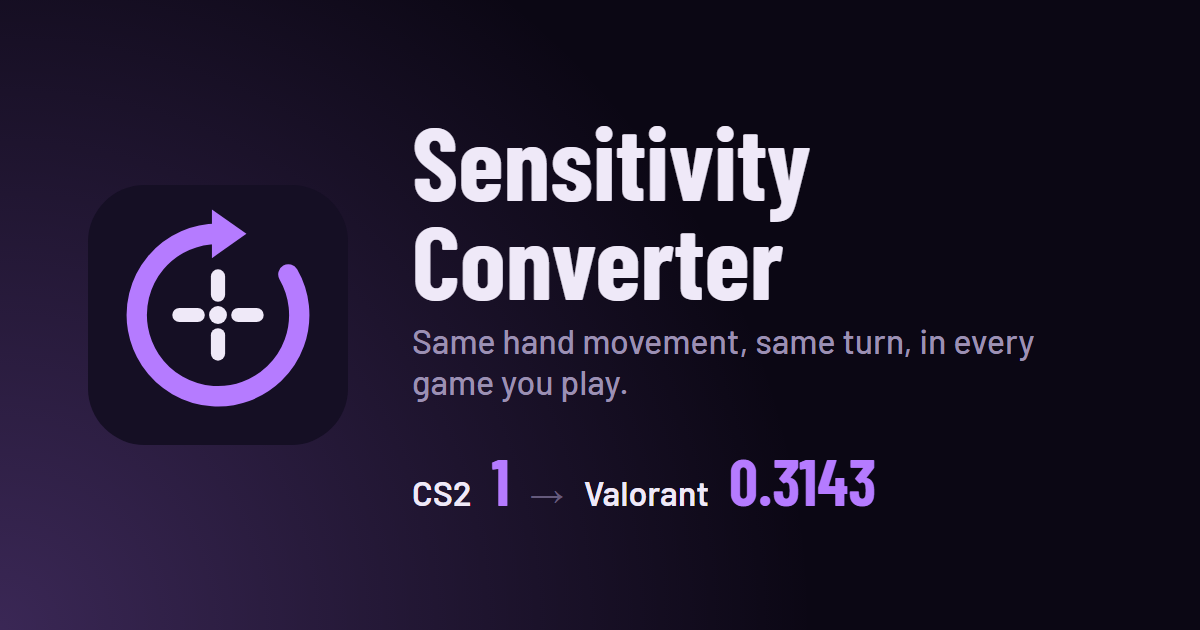 Sensitivity
Converter
Same hand movement, same turn, in every
game you play.
CS2 1 → Valorant 0.3143